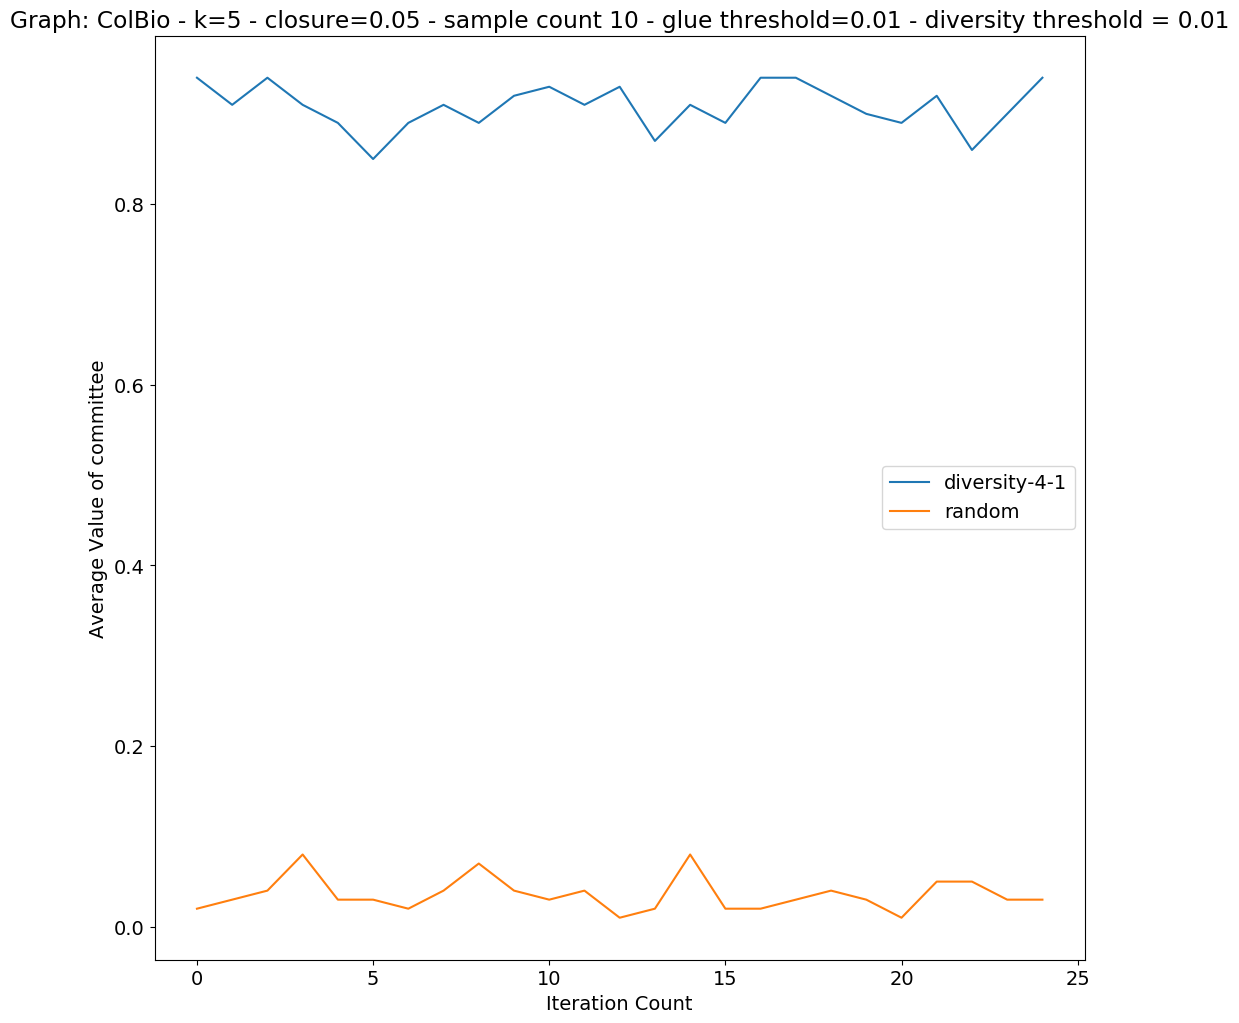 Graph: ColBio - k=5 - closure=0.05 - sample count 10 - glue threshold=0.01 - diversity threshold = 0.01
Average Value of committee
0.8
0.6
0.4
0.2
0.0
diversity-4-1
random
0 5 10 15 20 25
Iteration Count